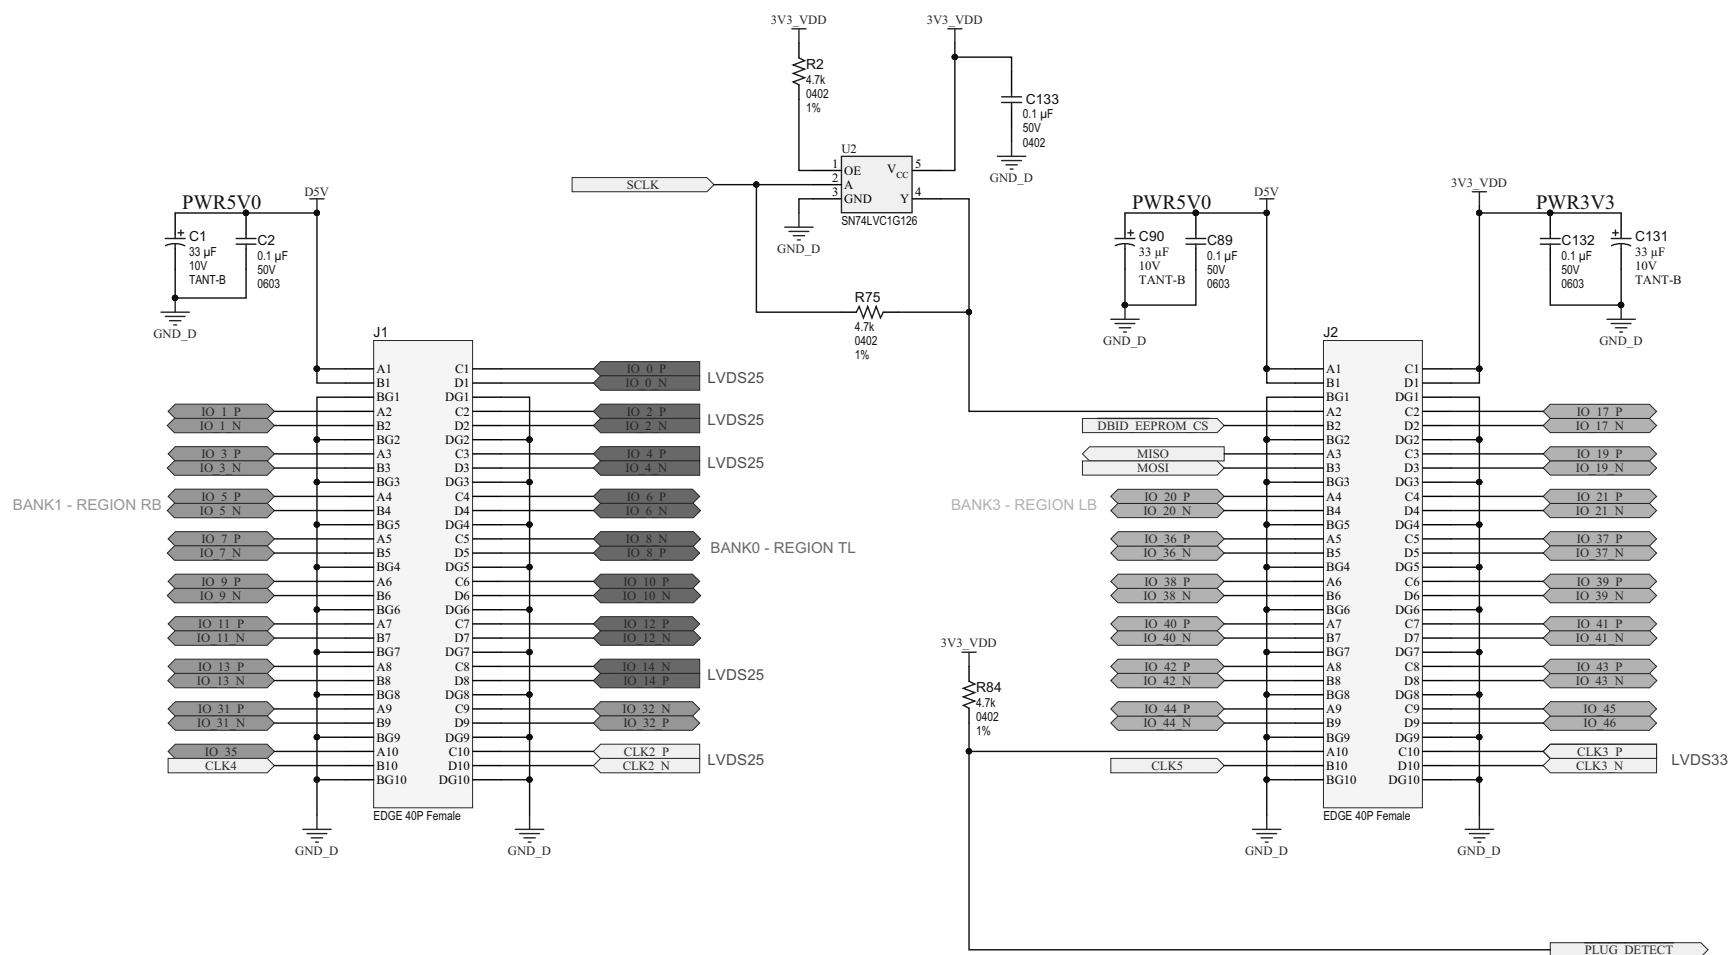 3V3_VDD
R2
4.7k
0402
1%
3V3_VDD
C133
0.1 µF
50V
0402
GND_D
U2
1 OE
2 A
3 GND
VCC 5
Y 4
SN74LVC1G126
GND_D
SCLK
R75
4.7k
0402
1%
PWR5V0
D5V
C1
33 µF
10V
TANT-B
C2
0.1 µF
50V
0603
GND_D
J1
A1 C1 IO_0_P
B1 D1 IO_0_N
LVDS25
BG1 DG1
IO_1_P A2 C2 IO_2_P
IO_1_N B2 D2 IO_2_N
LVDS25
BG2 DG2
IO_3_P A3 C3 IO_4_P
IO_3_N B3 D3 IO_4_N
LVDS25
BG3 DG3
IO_5_P A4 C4 IO_6_P
IO_5_N B4 D4 IO_6_N
BANK1 - REGION RB
BG5 DG4
IO_7_P A5 C5 IO_8_N
IO_7_N B5 D5 IO_8_P
BANK0 - REGION TL
BG4 DG5
IO_9_P A6 C6 IO_10_P
IO_9_N B6 D6 IO_10_N
BG6 DG6
IO_11_P A7 C7 IO_12_P
IO_11_N B7 D7 IO_12_N
BG7 DG7
IO_13_P A8 C8 IO_14_N
IO_13_N B8 D8 IO_14_P
LVDS25
BG8 DG8
IO_31_P A9 C9 IO_32_N
IO_31_N B9 D9 IO_32_P
BG9 DG9
IO_35 A10 C10 CLK2_P
CLK4 B10 D10 CLK2_N
LVDS25
BG10 DG10
EDGE 40P Female
GND_D
GND_D
PWR5V0
D5V
C90
33 µF
10V
TANT-B
C89
0.1 µF
50V
0603
GND_D
3V3_VDD
PWR3V3
C132
0.1 µF
50V
0603
C131
33 µF
10V
TANT-B
GND_D
J2
A1 C1
B1 D1
BG1 DG1
A2 C2 IO_17_P
DBID_EEPROM_CS B2 D2 IO_17_N
BG2 DG2
MISO A3 C3 IO_19_P
MOSI B3 D3 IO_19_N
BG3 DG3
IO_20_P A4 C4 IO_21_P
IO_20_N B4 D4 IO_21_N
BANK3 - REGION LB
BG5 DG4
IO_36_P A5 C5 IO_37_P
IO_36_N B5 D5 IO_37_N
BG4 DG5
IO_38_P A6 C6 IO_39_P
IO_38_N B6 D6 IO_39_N
BG6 DG6
IO_40_P A7 C7 IO_41_P
IO_40_N B7 D7 IO_41_N
BG7 DG7
IO_42_P A8 C8 IO_43_P
IO_42_N B8 D8 IO_43_N
BG8 DG8
IO_44_P A9 C9 IO_45
IO_44_N B9 D9 IO_46
BG9 DG9
A10 C10 CLK3_P
CLK5 B10 D10 CLK3_N
LVDS33
BG10 DG10
EDGE 40P Female
GND_D
GND_D
3V3_VDD
R84
4.7k
0402
1%
PLUG_DETECT